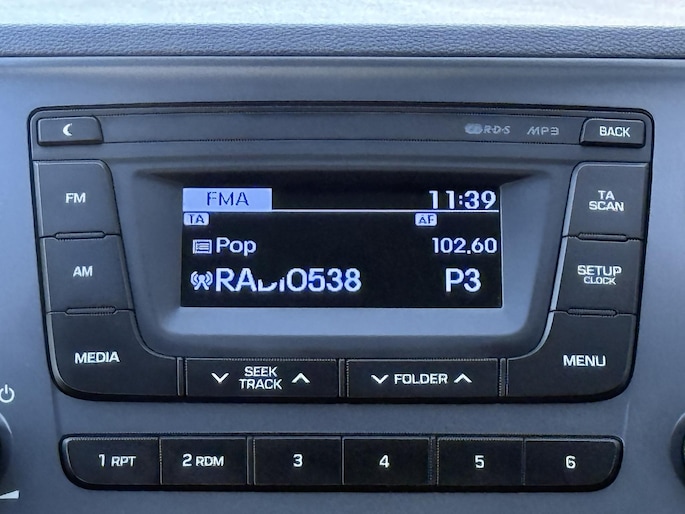 R·D·S MP3 BACK
FM
AM
MEDIA
FMA 11:39
TA AF
Pop 102.60
RADIO538 P3
TA
SCAN
SETUP
CLOCK
MENU
SEEK
TRACK
FOLDER
1 RPT 2 RDM 3 4 5 6